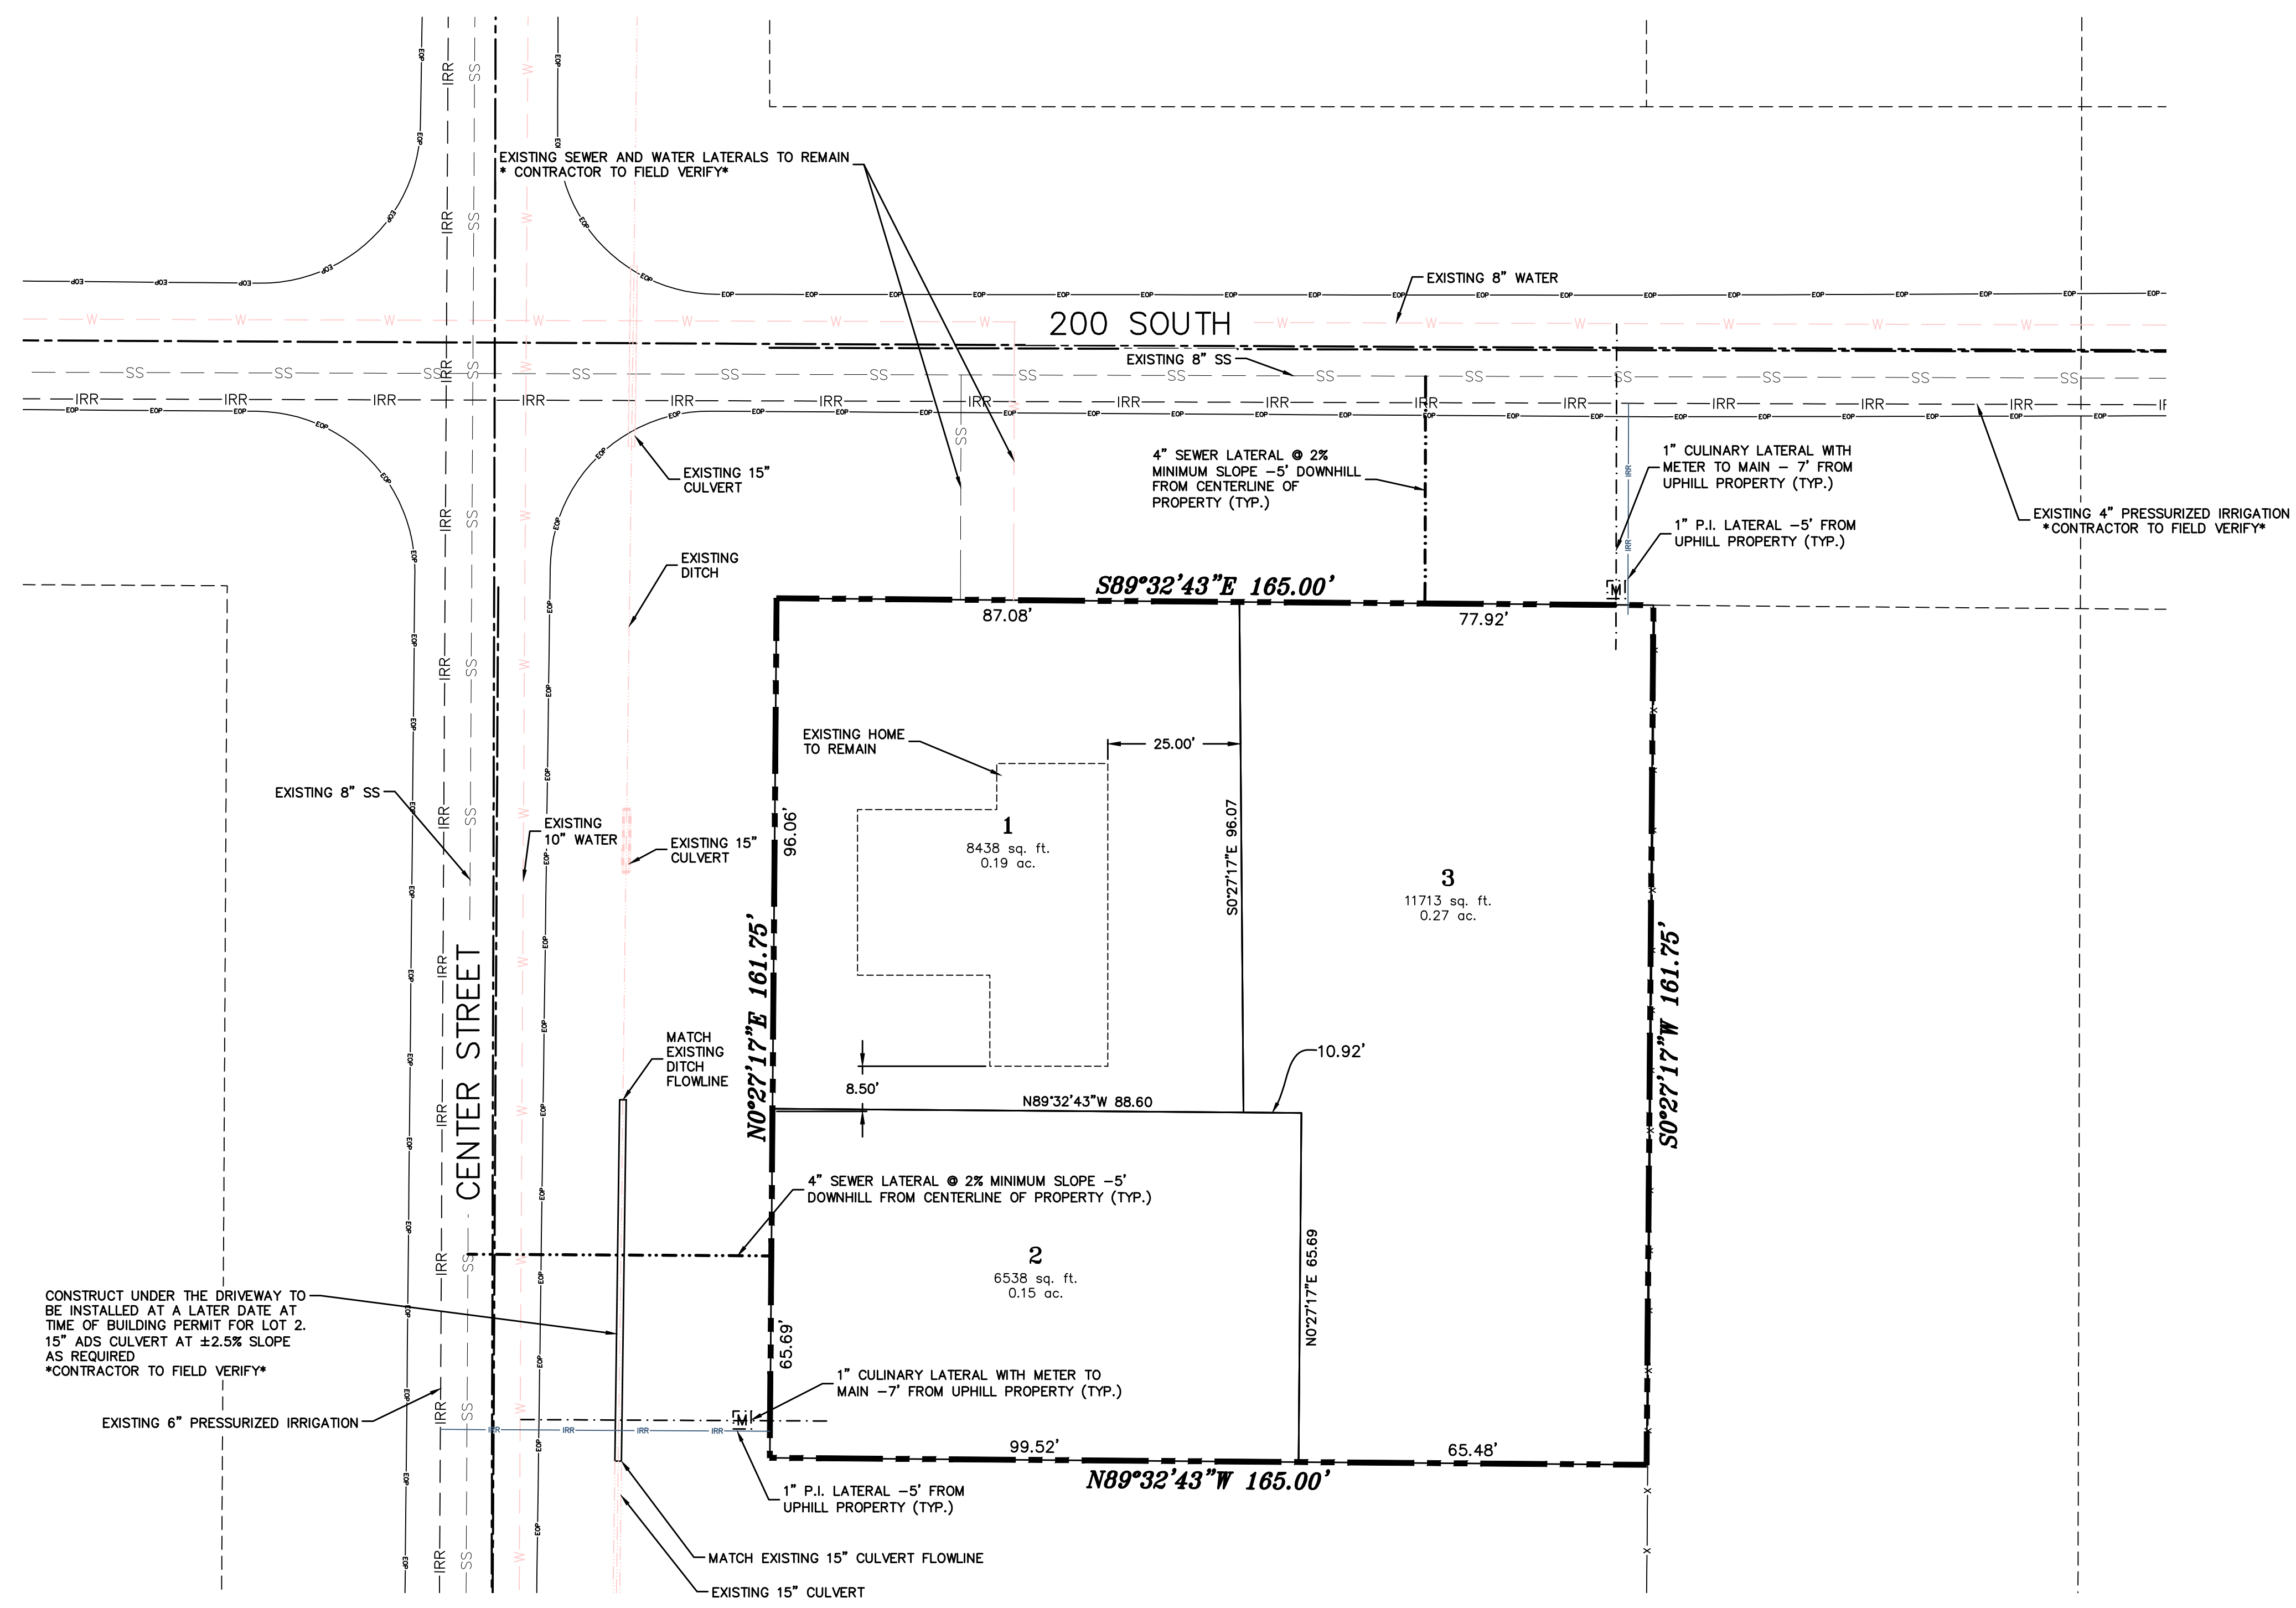 EXISTING SEWER AND WATER LATERALS TO REMAIN
* CONTRACTOR TO FIELD VERIFY*
EXISTING 8" WATER
200 SOUTH
EXISTING 8" SS
EXISTING 15"
CULVERT
4" SEWER LATERAL @ 2%
MINIMUM SLOPE -5' DOWNHILL
FROM CENTERLINE OF
PROPERTY (TYP.)
1" CULINARY LATERAL WITH
METER TO MAIN - 7' FROM
UPHILL PROPERTY (TYP.)
1" P.I. LATERAL -5' FROM
UPHILL PROPERTY (TYP.)
EXISTING 4" PRESSURIZED IRRIGATION
*CONTRACTOR TO FIELD VERIFY*
EXISTING
DITCH
S89°32'43"E 165.00'
87.08'
77.92'
M
EXISTING HOME
TO REMAIN
25.00'
EXISTING 8" SS
EXISTING
10" WATER
EXISTING 15"
CULVERT
96.06'
1
8438 sq. ft.
0.19 ac.
S0°27'17"E 96.07
3
11713 sq. ft.
0.27 ac.
CENTER STREET
N0°27'17"E 161.75'
S0°27'17"W 161.75'
MATCH
EXISTING
DITCH
FLOWLINE
8.50'
10.92'
N89°32'43"W 88.60
4" SEWER LATERAL @ 2% MINIMUM SLOPE -5'
DOWNHILL FROM CENTERLINE OF PROPERTY (TYP.)
2
6538 sq. ft.
0.15 ac.
N0°27'17"E 65.69
65.69'
CONSTRUCT UNDER THE DRIVEWAY TO
BE INSTALLED AT A LATER DATE AT
TIME OF BUILDING PERMIT FOR LOT 2.
15" ADS CULVERT AT ±2.5% SLOPE
AS REQUIRED
*CONTRACTOR TO FIELD VERIFY*
1" CULINARY LATERAL WITH METER TO
MAIN -7' FROM UPHILL PROPERTY (TYP.)
M
EXISTING 6" PRESSURIZED IRRIGATION
99.52'
65.48'
N89°32'43"W 165.00'
1" P.I. LATERAL -5' FROM
UPHILL PROPERTY (TYP.)
MATCH EXISTING 15" CULVERT FLOWLINE
EXISTING 15" CULVERT